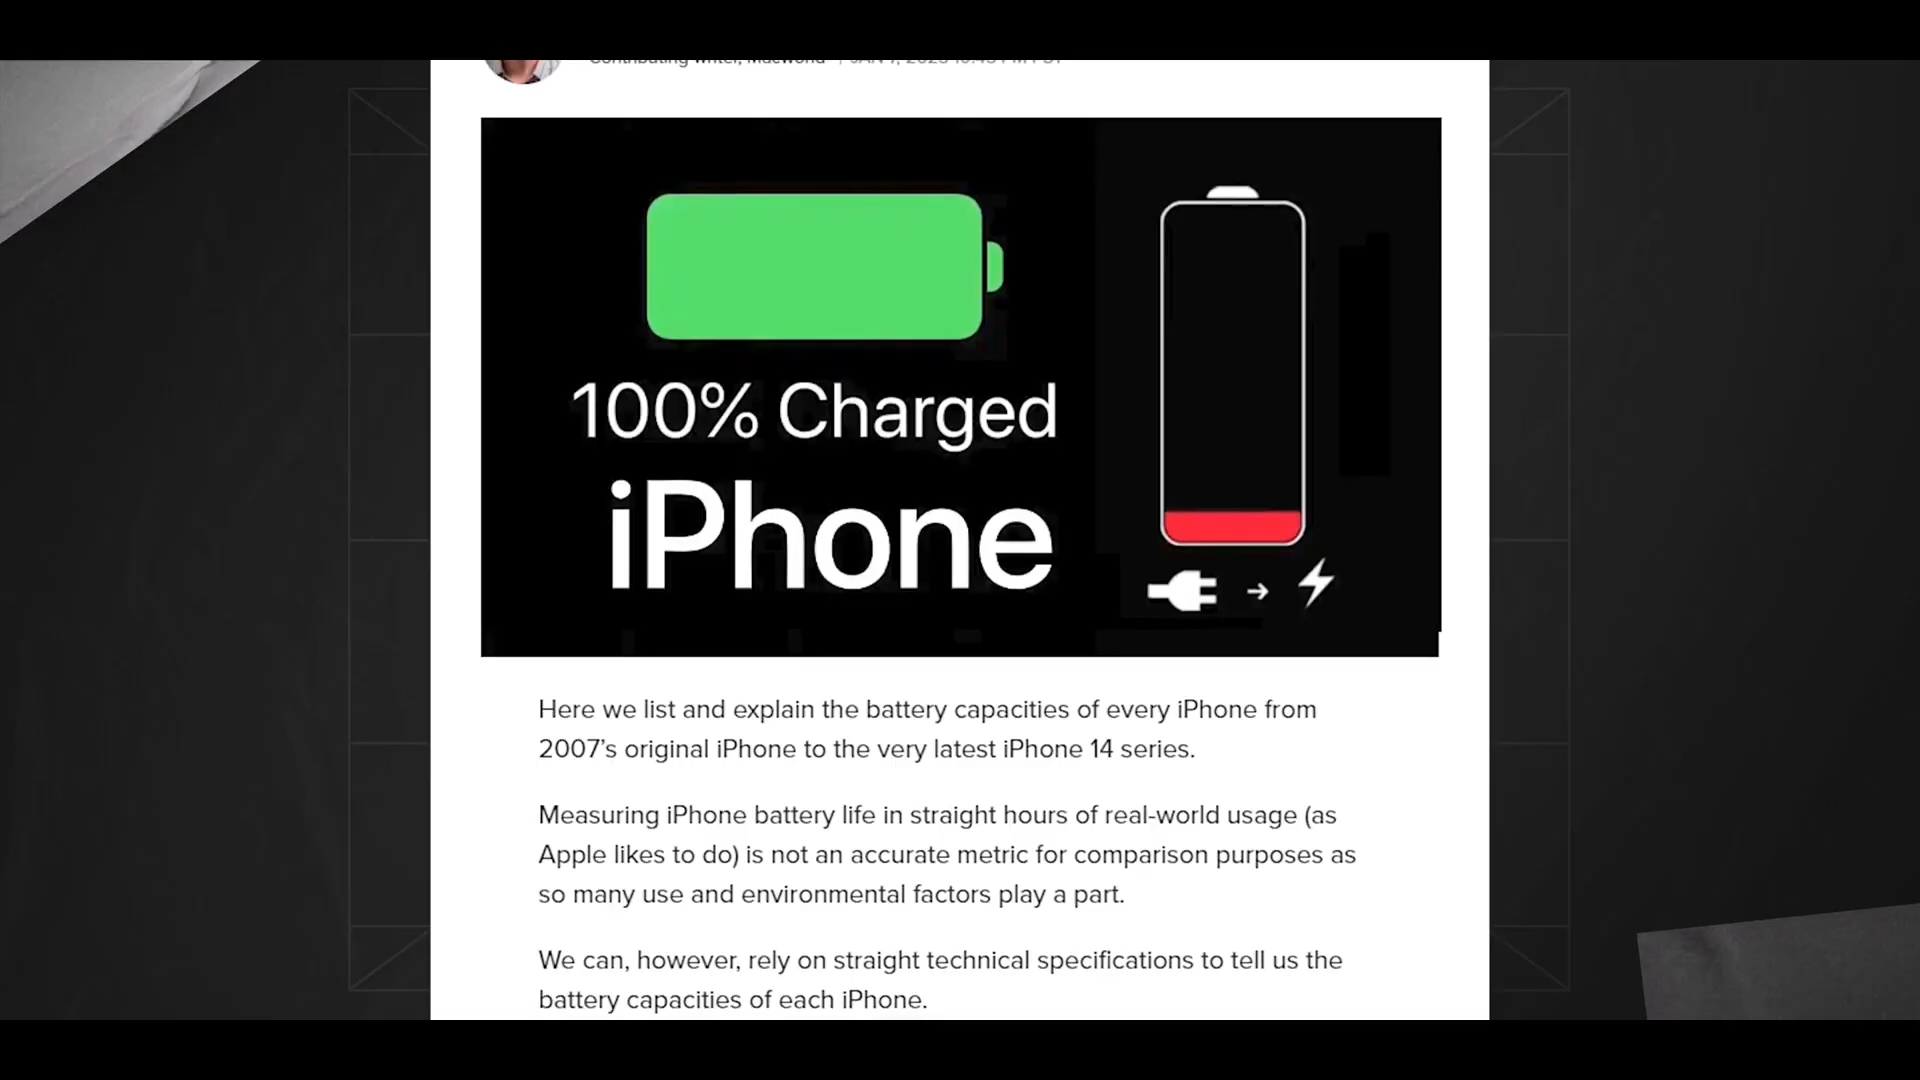 Contributing writer, Macworld
100% Charged
iPhone
Here we list and explain the battery capacities of every iPhone from
2007’s original iPhone to the very latest iPhone 14 series.
Measuring iPhone battery life in straight hours of real-world usage (as
Apple likes to do) is not an accurate metric for comparison purposes as
so many use and environmental factors play a part.
We can, however, rely on straight technical specifications to tell us the
battery capacities of each iPhone.